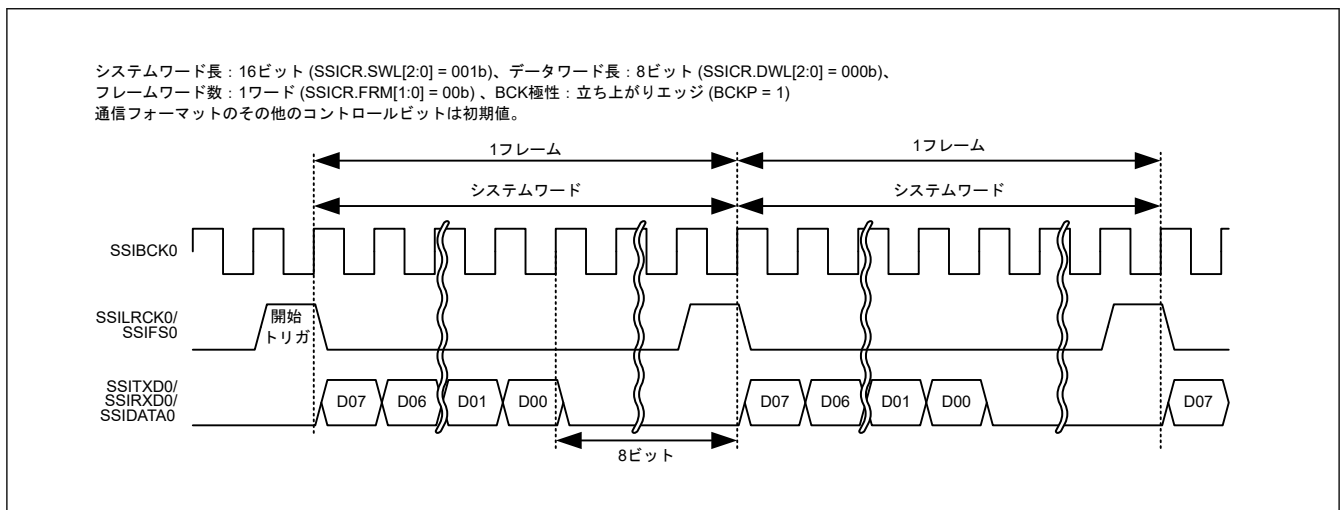 システムワード長：16ビット (SSICR.SWL[2:0] = 001b)、データワード長：8ビット (SSICR.DWL[2:0] = 000b)、
フレームワード数：1ワード (SSICR.FRM[1:0] = 00b) 、BCK極性：立ち上がりエッジ (BCKP = 1)
通信フォーマットのその他のコントロールビットは初期値。
1フレーム
1フレーム
システムワード
システムワード
SSIBCK0
SSILRCK0/
SSIFS0
開始
トリガ
SSITXD0/
SSIRXD0/
SSIDATA0
D07
D06
D01
D00
D07
D06
D01
D00
D07
8ビット